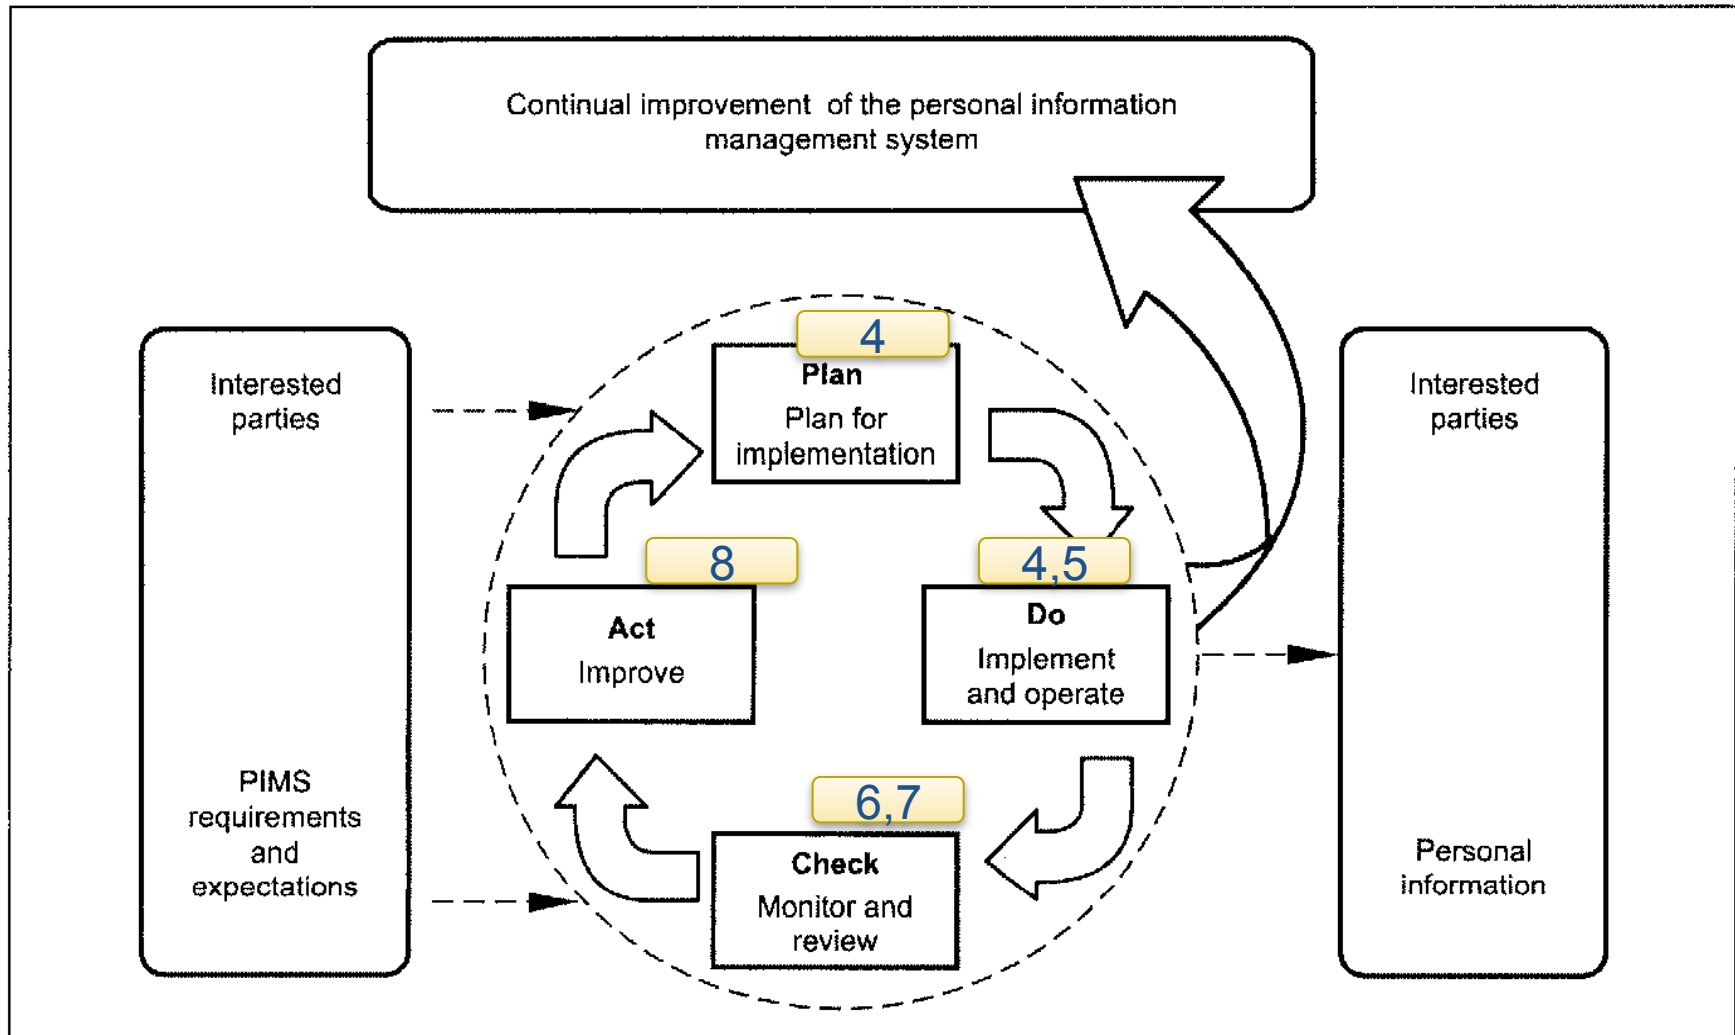 Continual improvement of the personal information
management system
Interested
parties
PIMS
requirements
and
expectations
4
Plan
Plan for
implementation
8
Act
Improve
4,5
Do
Implement
and operate
6,7
Check
Monitor and
review
Interested
parties
Personal
information